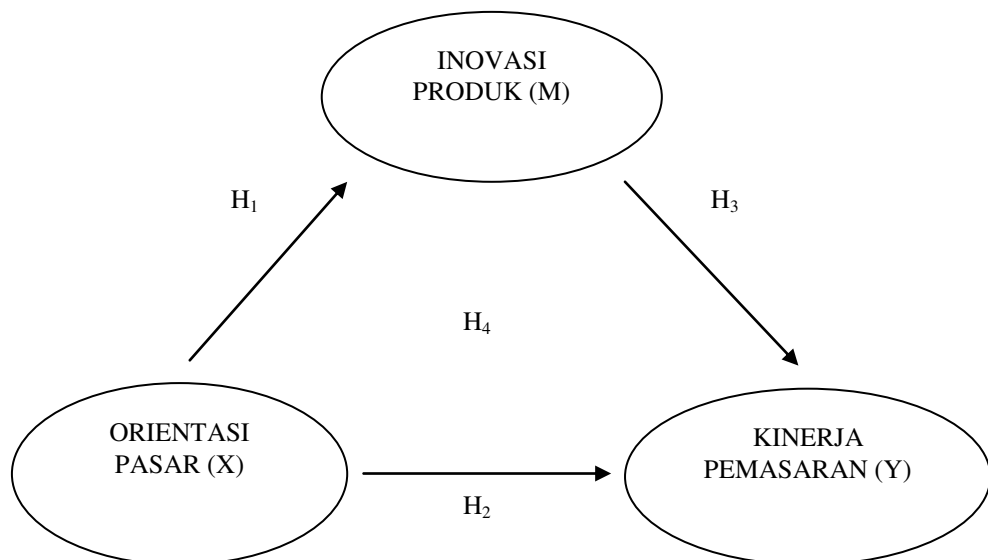 INOVASI
PRODUK (M)
H₁
H₃
H₄
ORIENTASI
PASAR (X)
KINERJA
PEMASARAN (Y)
H₂